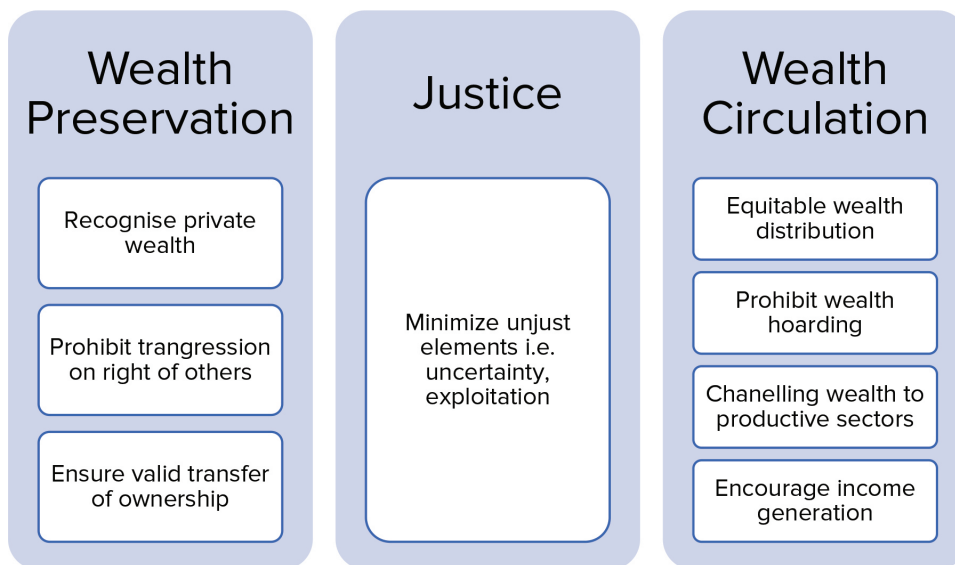 Wealth
Preservation
Recognise private
wealth
Prohibit trangression
on right of others
Ensure valid transfer
of ownership
Justice
Minimize unjust
elements i.e.
uncertainty,
exploitation
Wealth
Circulation
Equitable wealth
distribution
Prohibit wealth
hoarding
Chanelling wealth to
productive sectors
Encourage income
generation